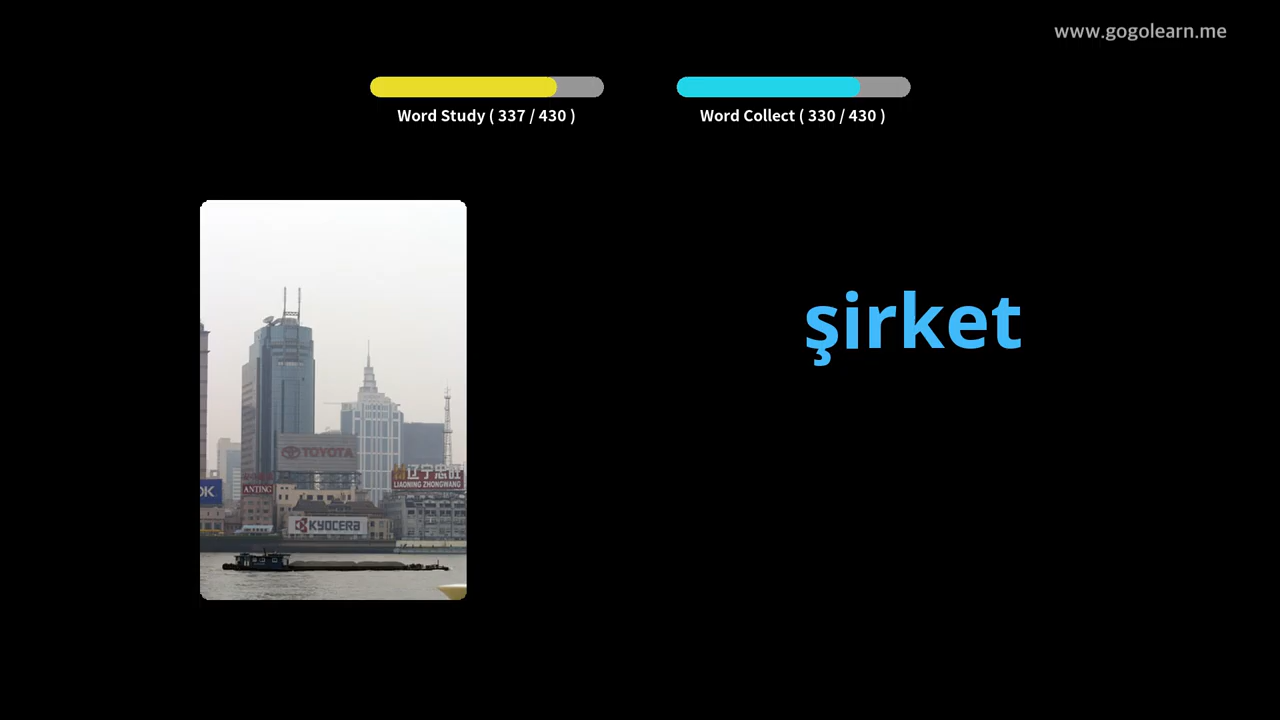 www.gogolearn.me
Word Study ( 337 / 430 )
Word Collect ( 330 / 430 )
şirket
TOYOTA
辽宁忠旺
LIAONING ZHONGWANG
OK
ANTING
KYOCERA